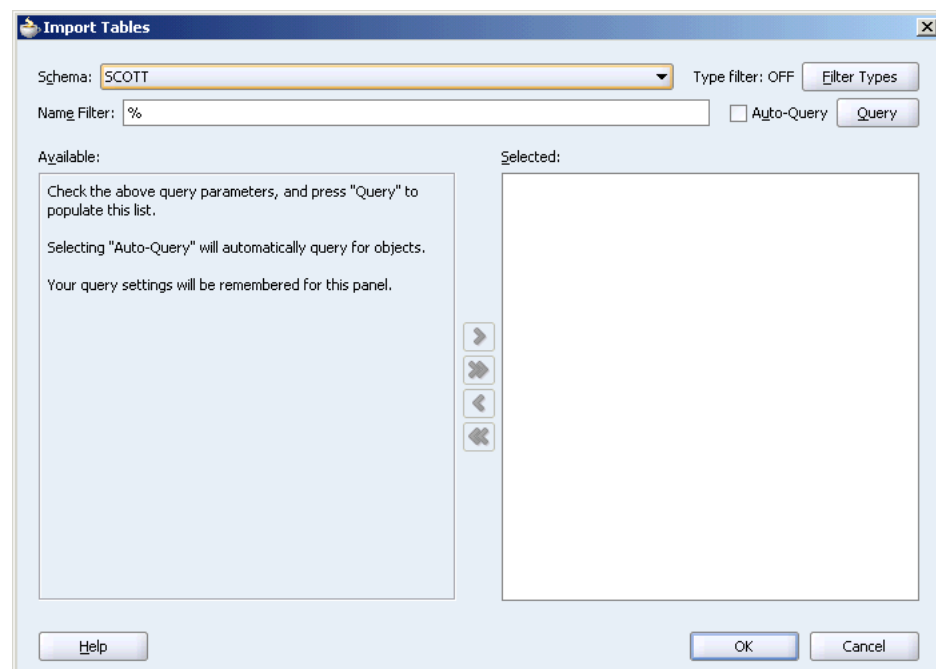 Import Tables
Schema: SCOTT Type filter: OFF Filter Types
Name Filter: % Auto-Query Query
Available: Selected:
Check the above query parameters, and press "Query" to
populate this list.
Selecting "Auto-Query" will automatically query for objects.
Your query settings will be remembered for this panel.
Help OK Cancel